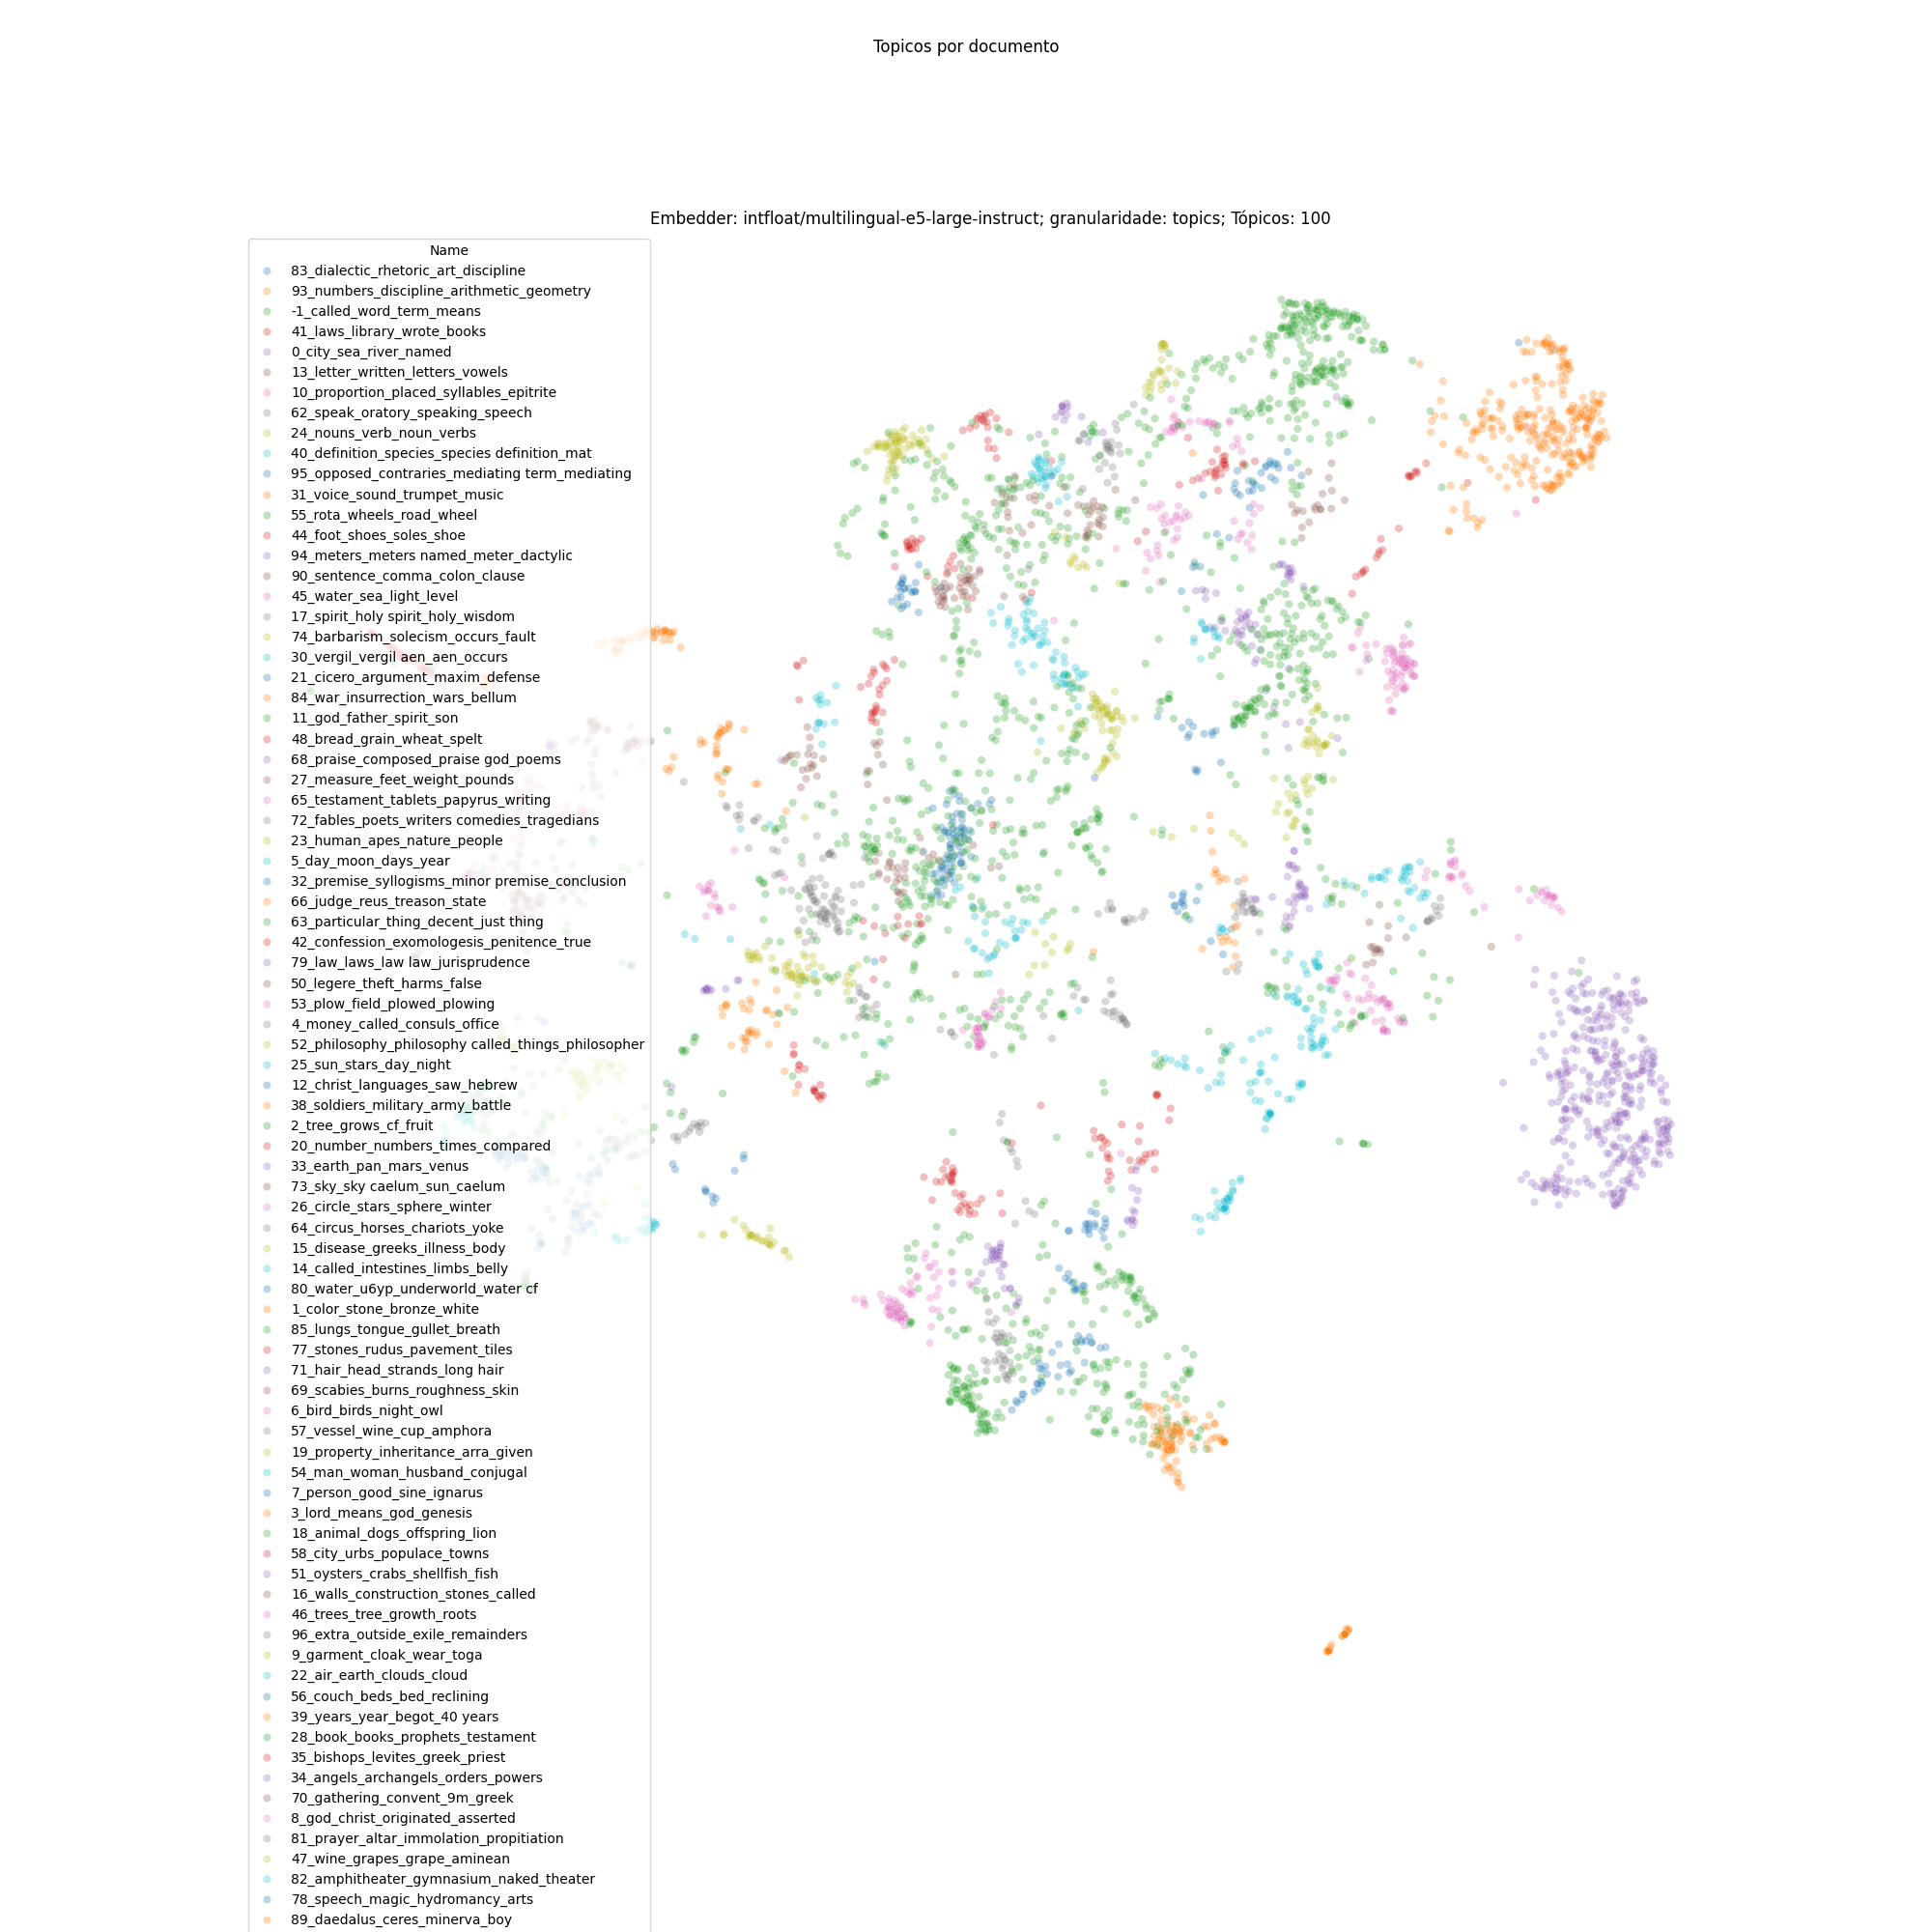 Topicos por documento
Embedder: intfloat/multilingual-e5-large-instruct; granularidade: topics; Tópicos: 100
Name
83_dialectic_rhetoric_art_discipline
93_numbers_discipline_arithmetic_geometry
-1_called_word_term_means
41_laws_library_wrote_books
0_city_sea_river_named
13_letter_written_letters_vowels
10_proportion_placed_syllables_epitrite
62_speak_oratory_speaking_speech
24_nouns_verb_noun_verbs
40_definition_species_species definition_mat
95_opposed_contraries_mediating term_mediating
31_voice_sound_trumpet_music
55_rota_wheels_road_wheel
44_foot_shoes_soles_shoe
94_meters_meters named_meter_dactylic
90_sentence_comma_colon_clause
45_water_sea_light_level
17_spirit_holy spirit_holy_wisdom
74_barbarism_solecism_occurs_fault
30_vergil_vergil aen_aen_occurs
21_cicero_argument_maxim_defense
84_war_insurrection_wars_bellum
11_god_father_spirit_son
48_bread_grain_wheat_spelt
68_praise_composed_praise god_poems
27_measure_feet_weight_pounds
65_testament_tablets_papyrus_writing
72_fables_poets_writers comedies_tragedians
23_human_apes_nature_people
5_day_moon_days_year
32_premise_syllogisms_minor premise_conclusion
66_judge_reus_treason_state
63_particular_thing_decent_just thing
42_confession_exomologesis_penitence_true
79_law_laws_law law_jurisprudence
50_legere_theft_harms_false
53_plow_field_plowed_plowing
4_money_called_consuls_office
52_philosophy_philosophy called_things_philosopher
25_sun_stars_day_night
12_christ_languages_saw_hebrew
38_soldiers_military_army_battle
2_tree_grows_cf_fruit
20_number_numbers_times_compared
33_earth_pan_mars_venus
73_sky_sky caelum_sun_caelum
26_circle_stars_sphere_winter
64_circus_horses_chariots_yoke
15_disease_greeks_illness_body
14_called_intestines_limbs_belly
80_water_u6yp_underworld_water cf
1_color_stone_bronze_white
85_lungs_tongue_gullet_breath
77_stones_rudus_pavement_tiles
71_hair_head_strands_long hair
69_scabies_burns_roughness_skin
6_bird_birds_night_owl
57_vessel_wine_cup_amphora
19_property_inheritance_arra_given
54_man_woman_husband_conjugal
7_person_good_sine_ignarus
3_lord_means_god_genesis
18_animal_dogs_offspring_lion
58_city_urbs_populace_towns
51_oysters_crabs_shellfish_fish
16_walls_construction_stones_called
46_trees_tree_growth_roots
96_extra_outside_exile_remainders
9_garment_cloak_wear_toga
22_air_earth_clouds_cloud
56_couch_beds_bed_reclining
39_years_year_begot_40 years
28_book_books_prophets_testament
35_bishops_levites_greek_priest
34_angels_archangels_orders_powers
70_gathering_convent_9m_greek
8_god_christ_originated_asserted
81_prayer_altar_immolation_propitiation
47_wine_grapes_grape_aminean
82_amphitheater_gymnasium_naked_theater
78_speech_magic_hydromancy_arts
89_daedalus_ceres_minerva_boy